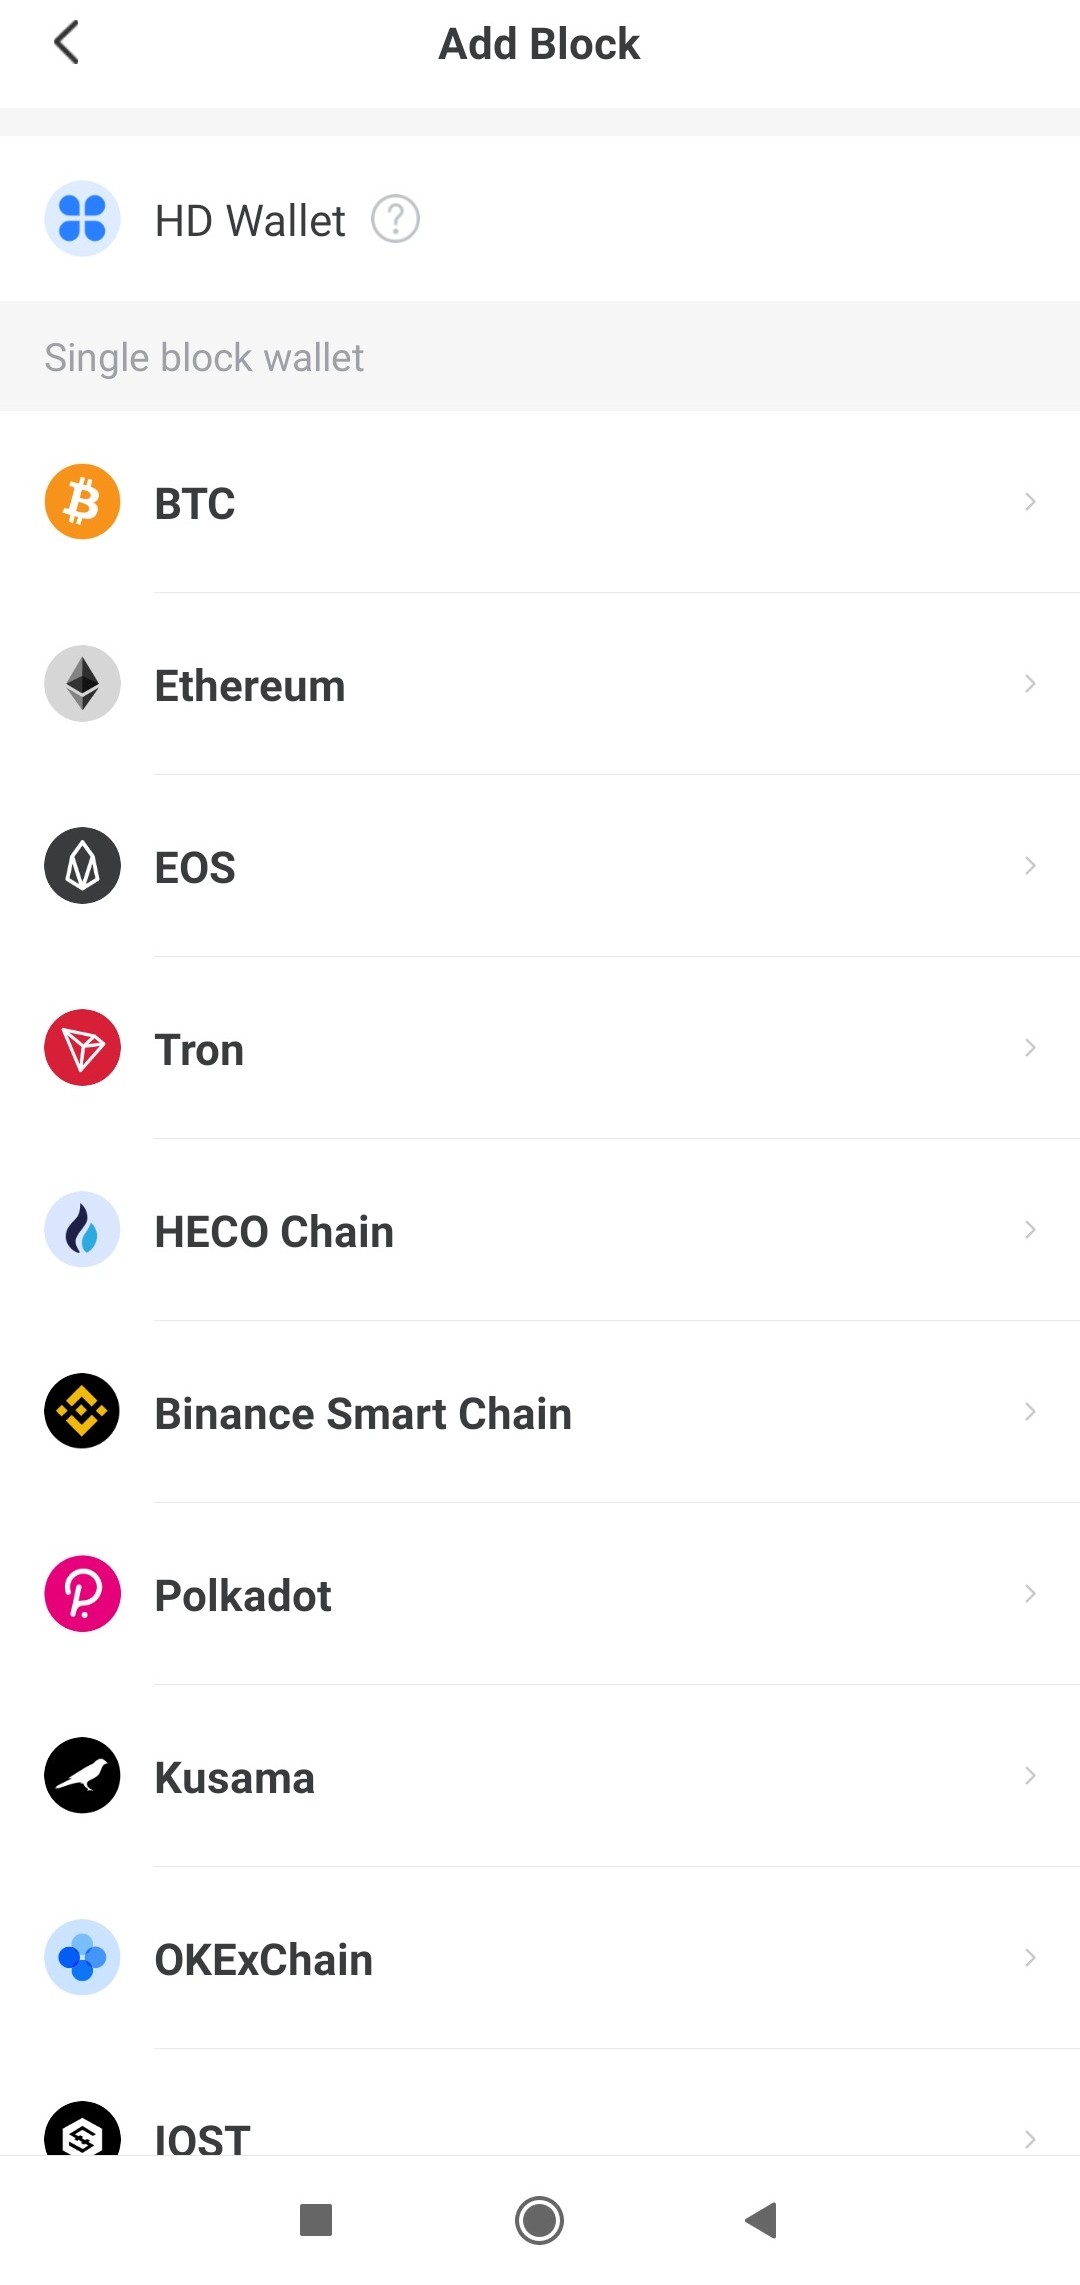 Add Block
HD Wallet ?
Single block wallet
BTC
Ethereum
EOS
Tron
HECO Chain
Binance Smart Chain
Polkadot
Kusama
OKExChain
IOST